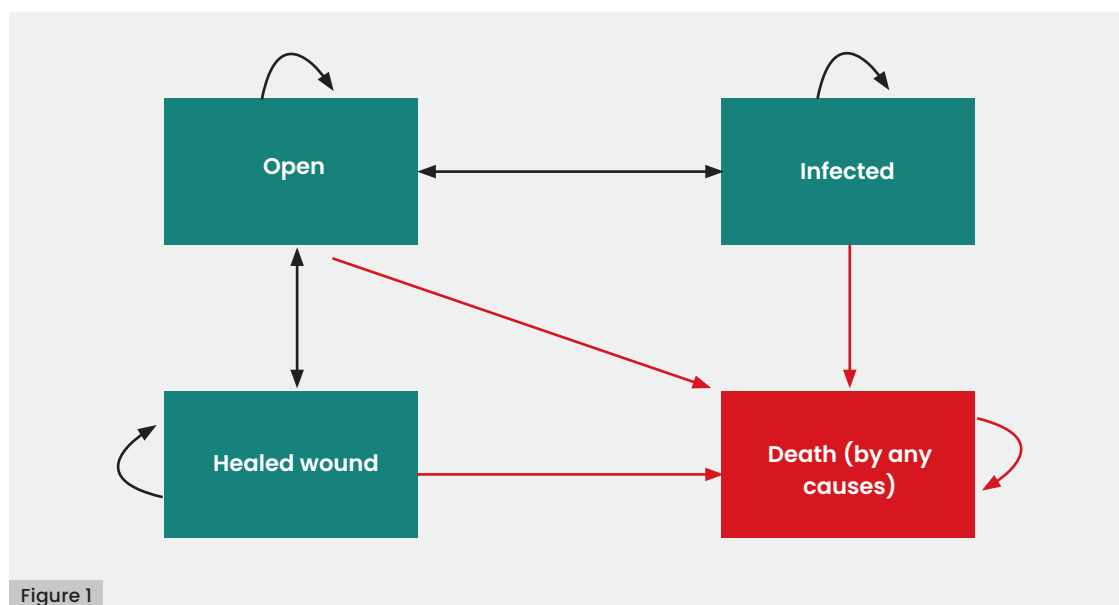 Open
Infected
Healed wound
Death (by any
causes)
Figure 1